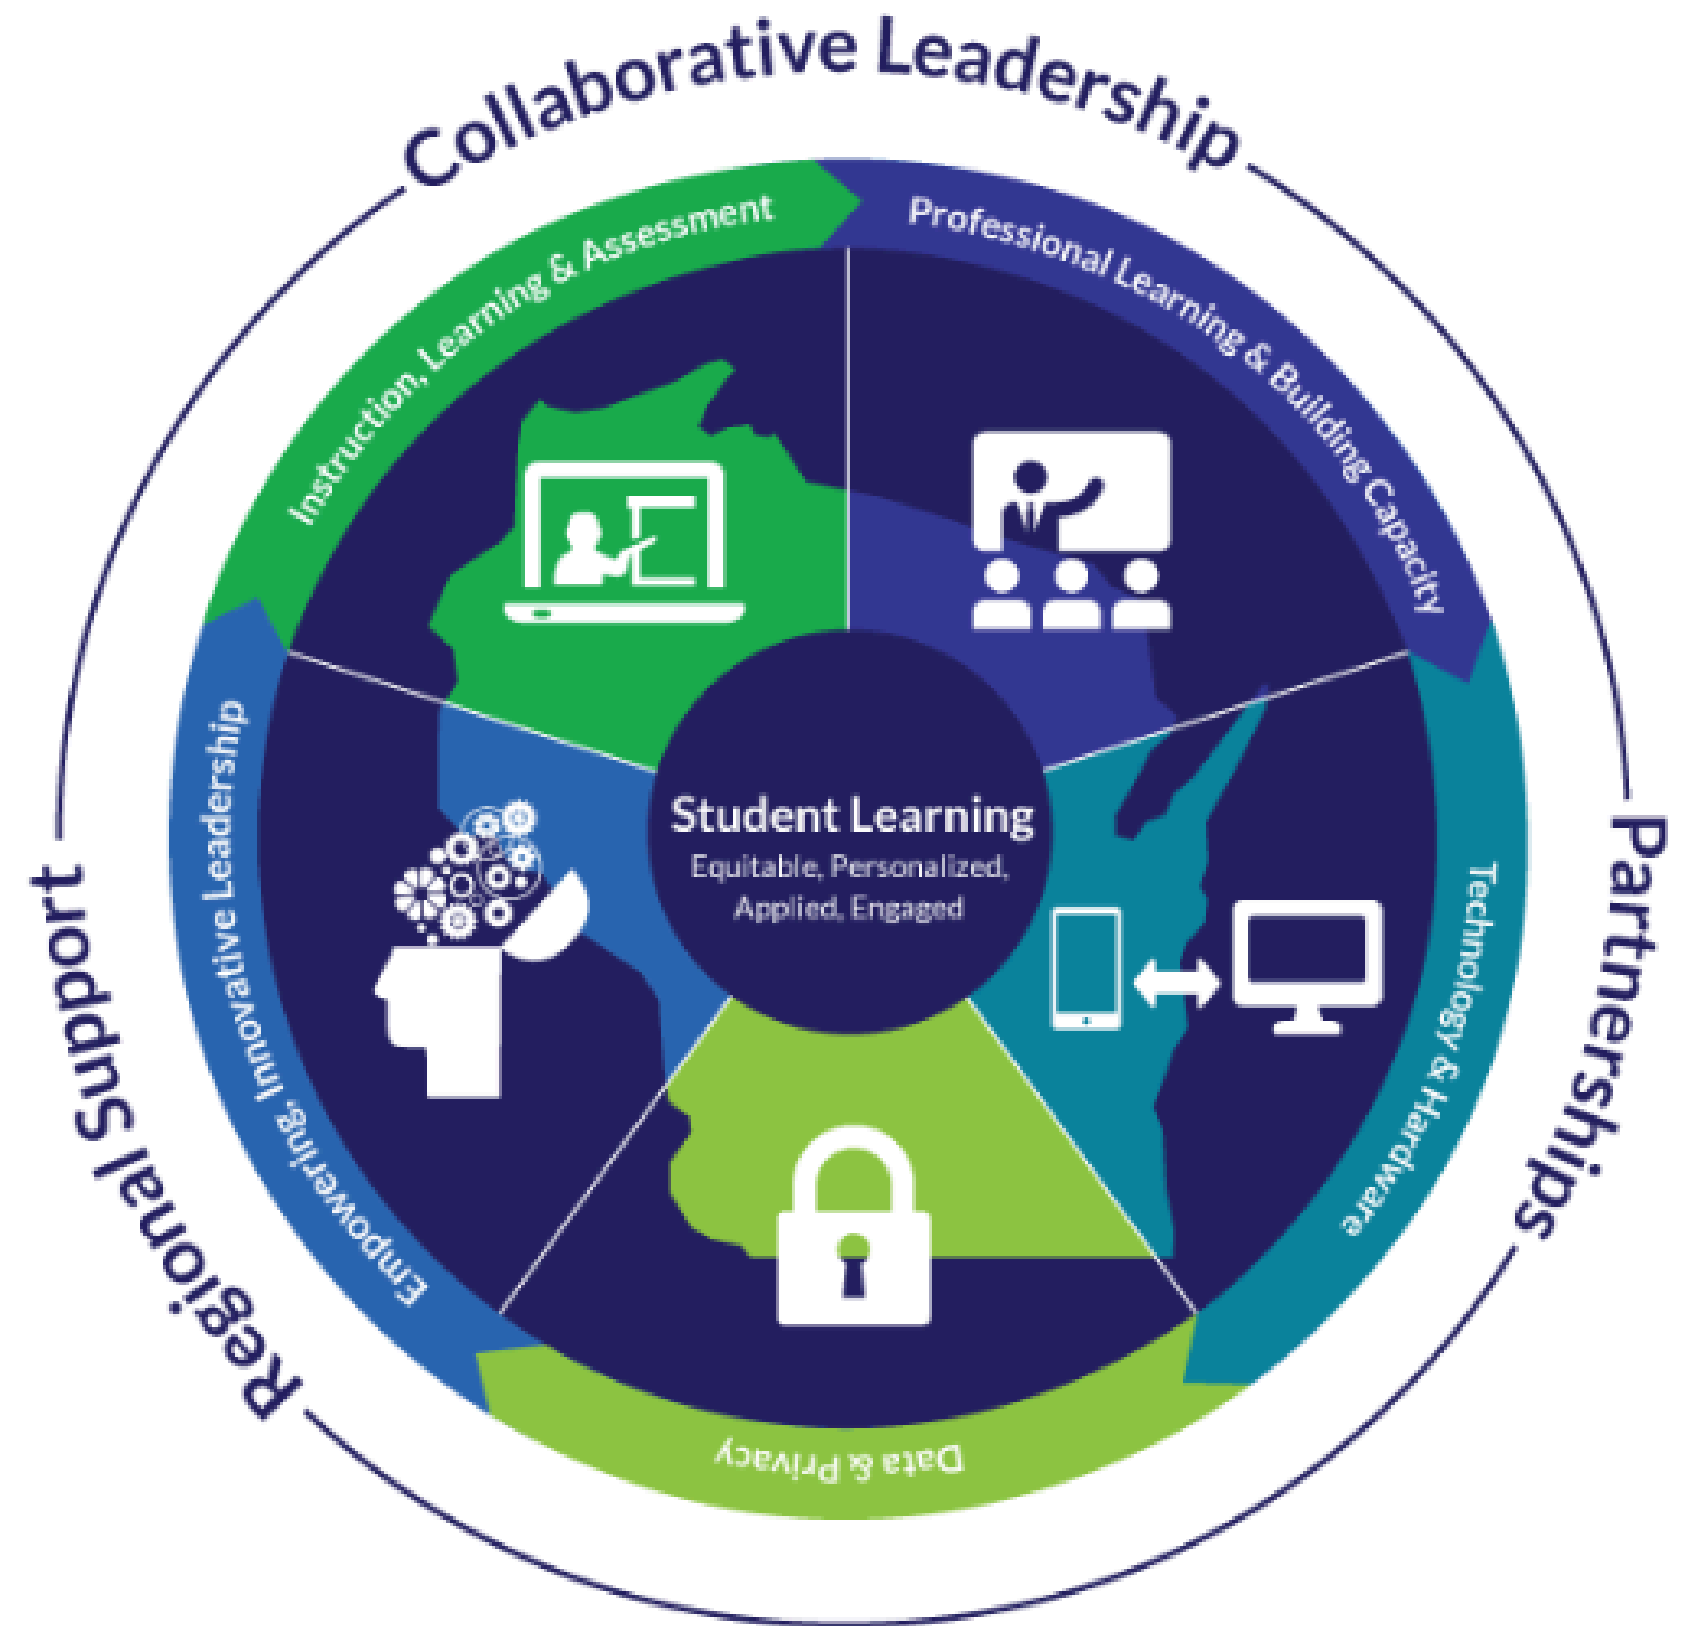 Collaborative Leadership
Partnerships
Regional Support
Instruction, Learning & Assessment
Professional Learning & Building Capacity
Technology & Hardware
Data & Privacy
Empowering, Innovative Leadership
Student Learning
Equitable, Personalized,
Applied, Engaged